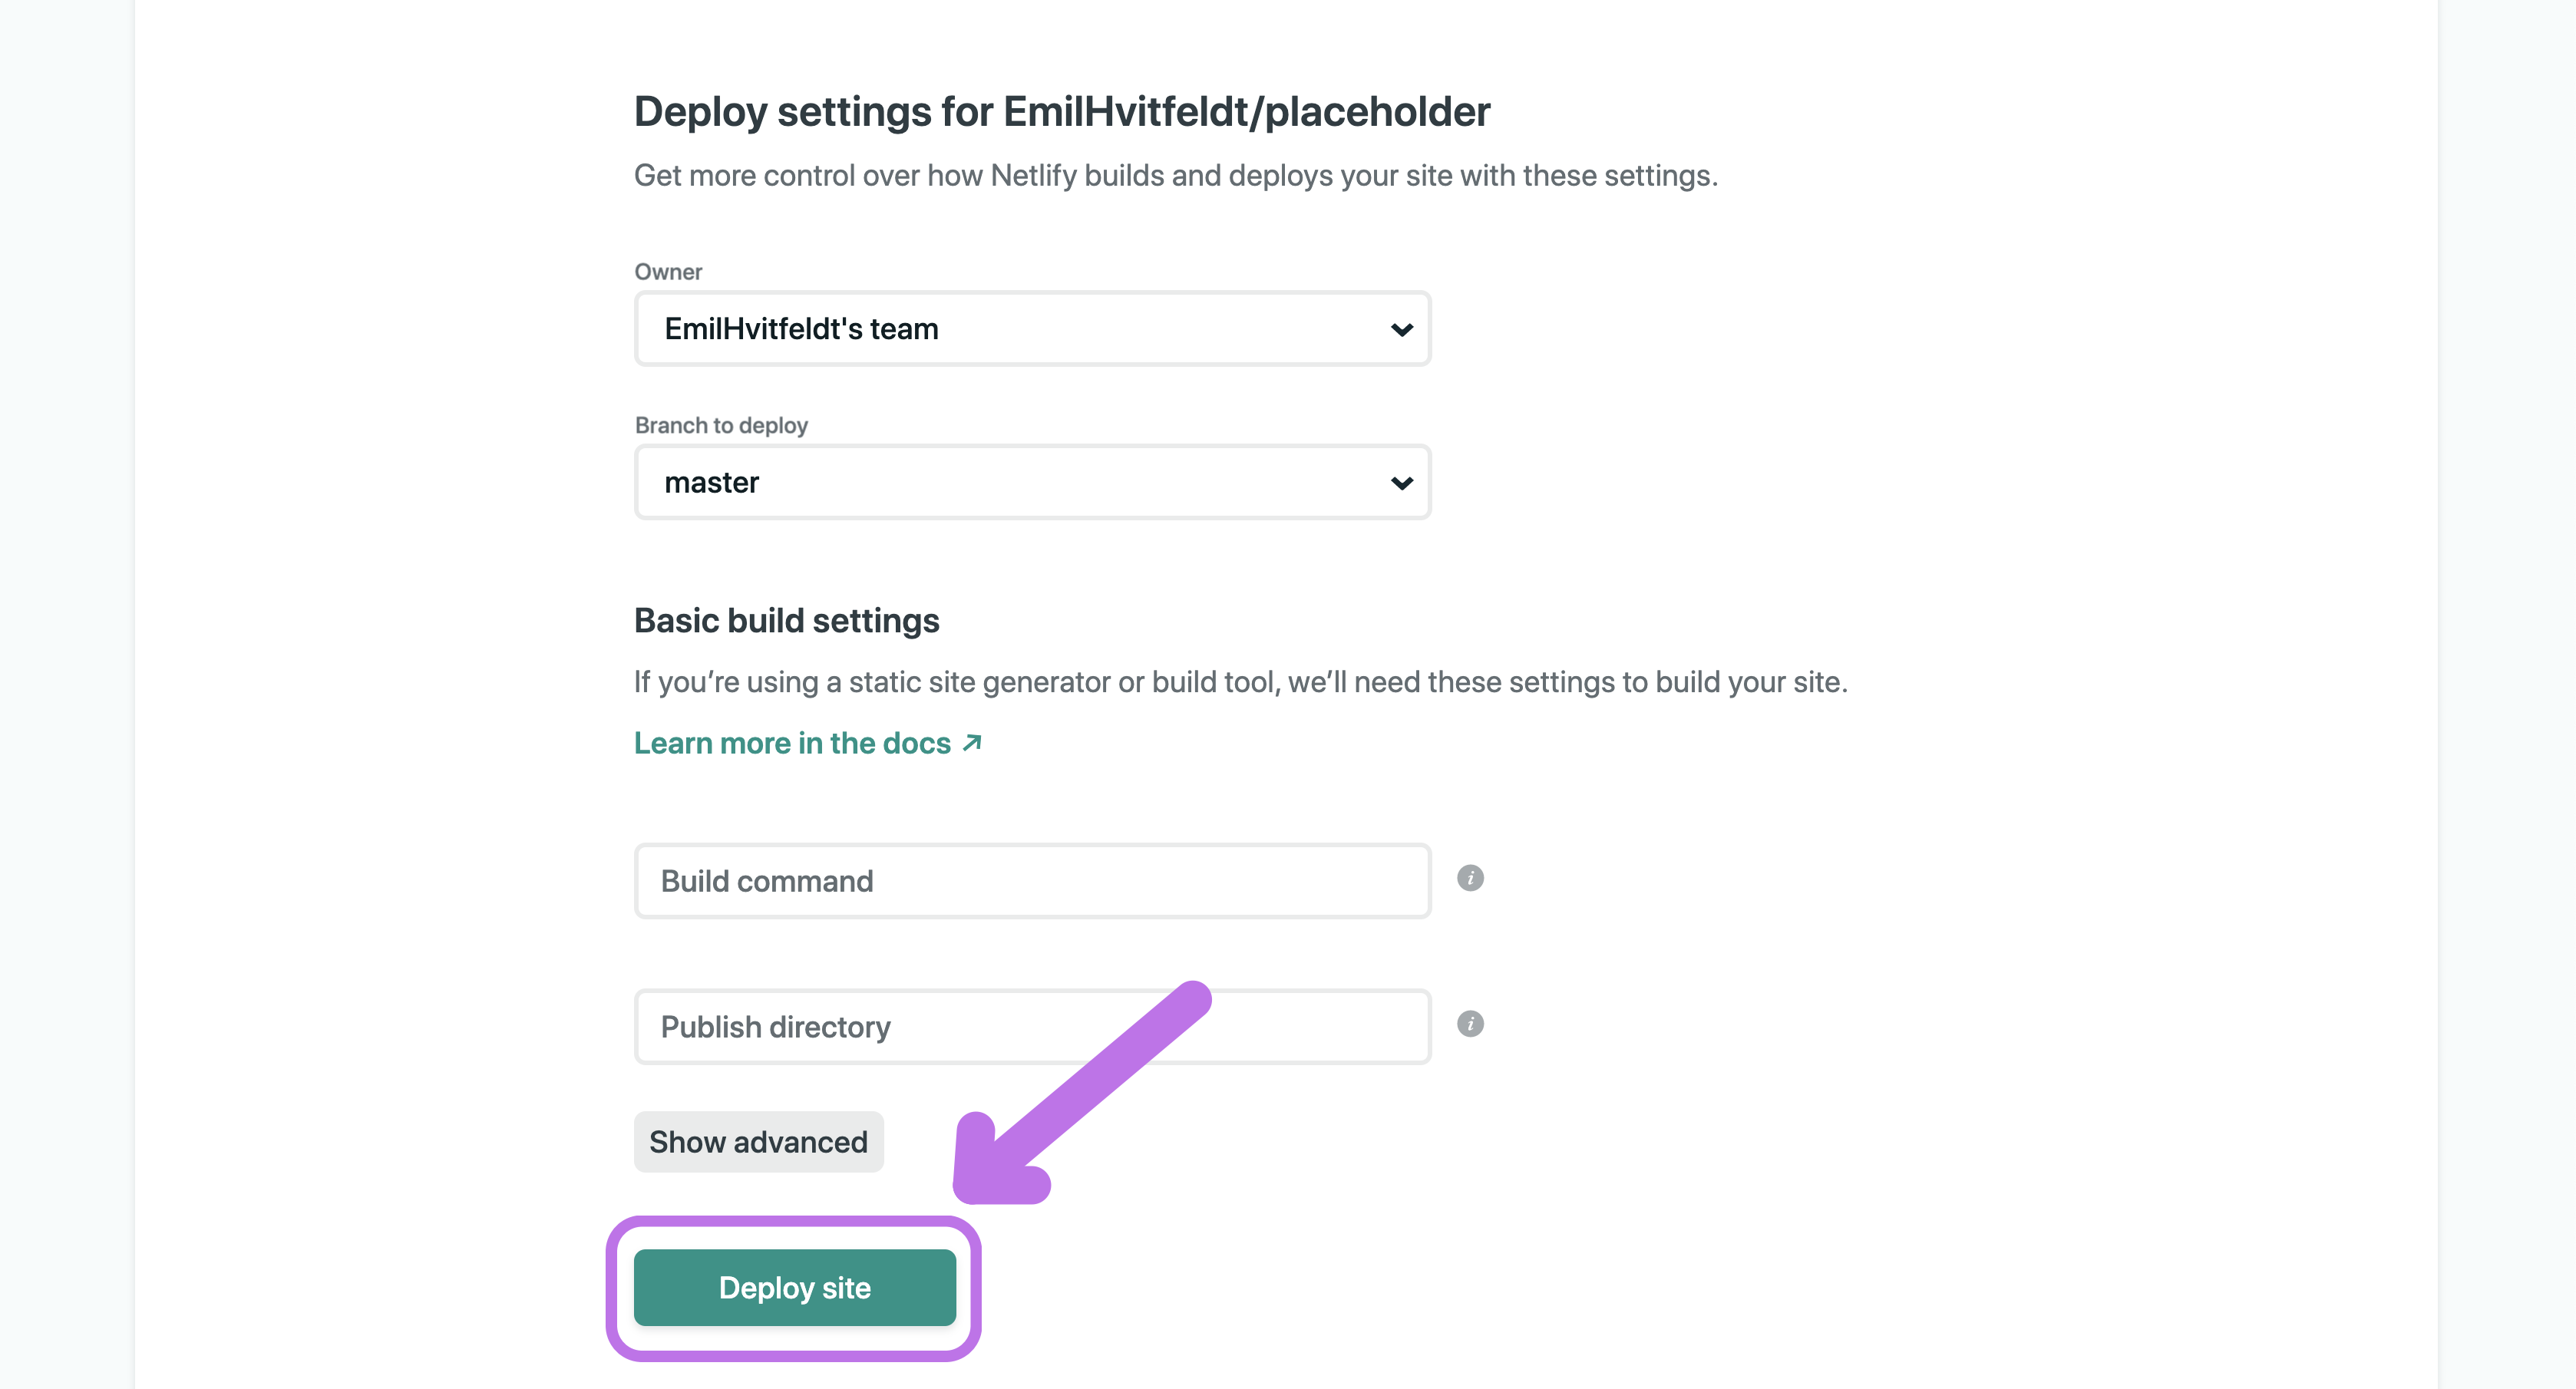 Deploy settings for EmilHvitfeldt/placeholder
Get more control over how Netlify builds and deploys your site with these settings.
Owner
EmilHvitfeldt's team
Branch to deploy
master
Basic build settings
If you’re using a static site generator or build tool, we’ll need these settings to build your site.
Learn more in the docs ↗
Build command
i
Publish directory
i
Show advanced
Deploy site